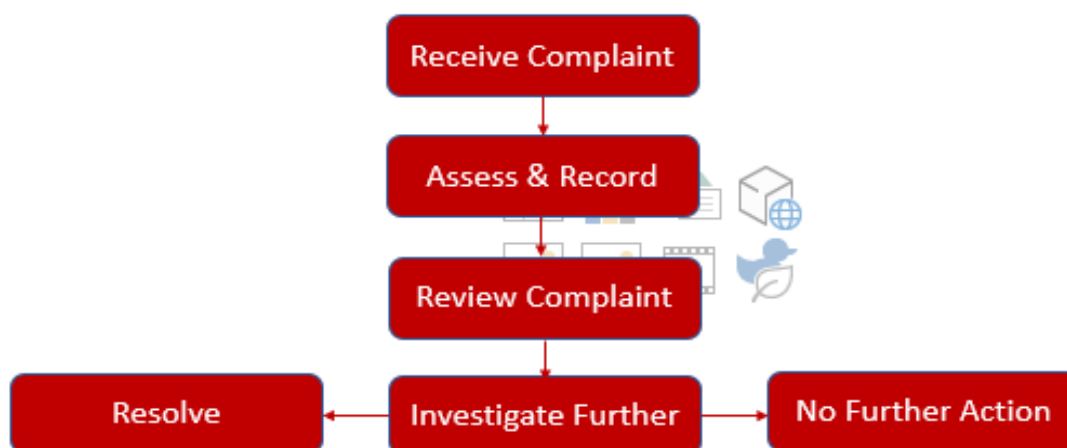 Receive Complaint
Assess & Record
Review Complaint
Resolve
Investigate Further
No Further Action